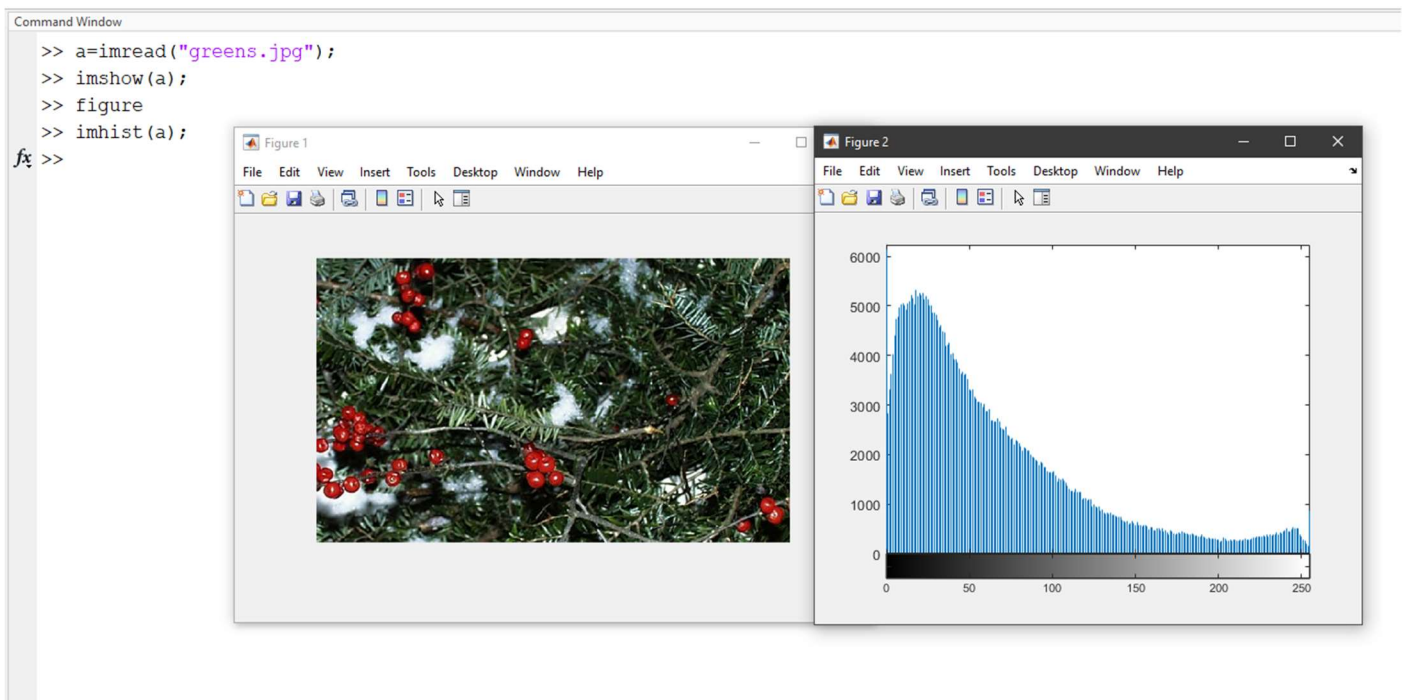 Command Window
>> a=imread("greens.jpg");
>> imshow(a);
>> figure
>> imhist(a);
fx >>
Figure 1
File Edit View Insert Tools Desktop Window Help
Figure 2
File Edit View Insert Tools Desktop Window Help
6000
5000
4000
3000
2000
1000
0
0 50 100 150 200 250